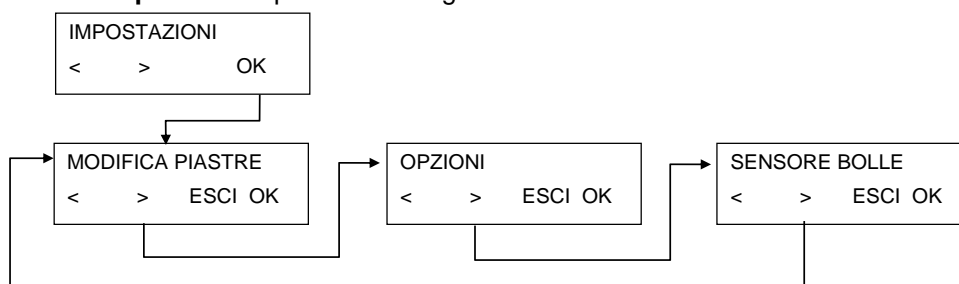 IMPOSTAZIONI
< > OK
MODIFICA PIASTRE
< > ESCI OK
OPZIONI
< > ESCI OK
SENSORE BOLLE
< > ESCI OK